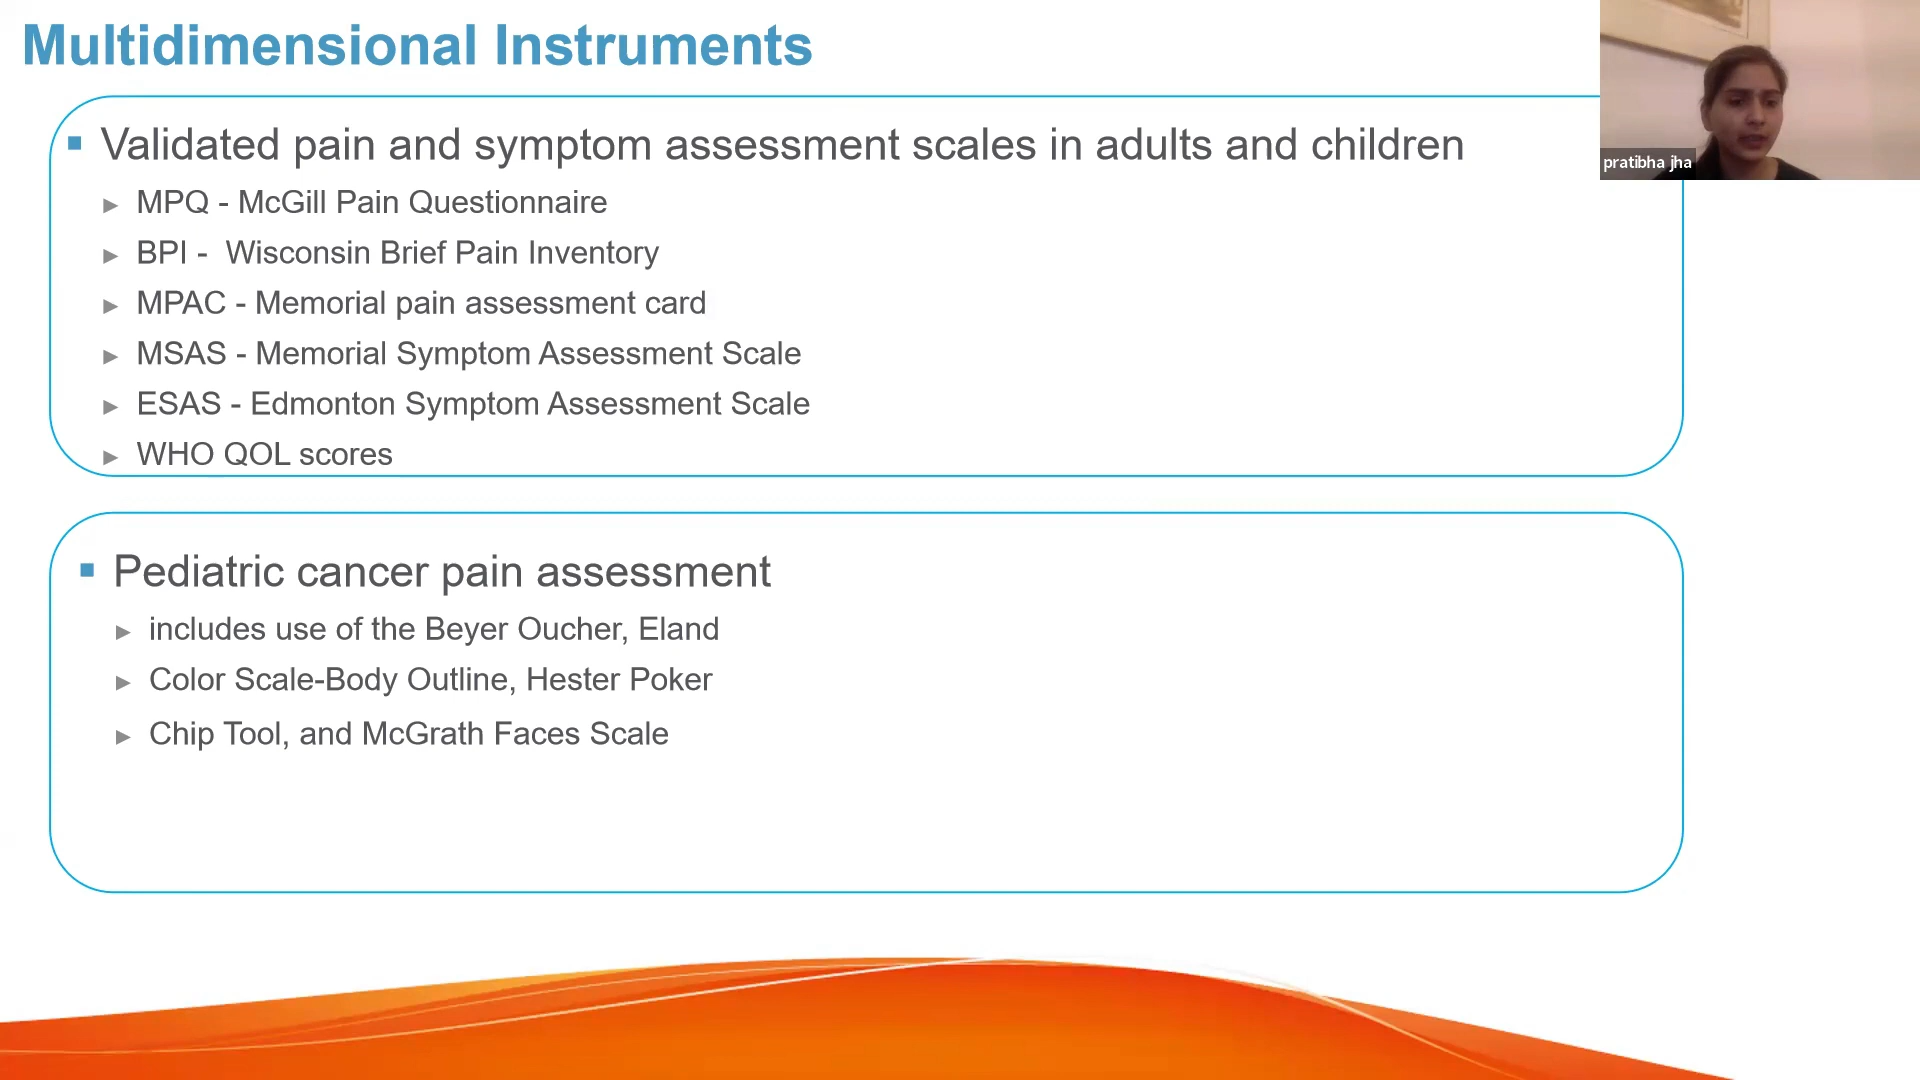 Multidimensional Instruments
Validated pain and symptom assessment scales in adults and children
MPQ - McGill Pain Questionnaire
BPI - Wisconsin Brief Pain Inventory
MPAC - Memorial pain assessment card
MSAS - Memorial Symptom Assessment Scale
ESAS - Edmonton Symptom Assessment Scale
WHO QOL scores
Pediatric cancer pain assessment
includes use of the Beyer Oucher, Eland
Color Scale-Body Outline, Hester Poker
Chip Tool, and McGrath Faces Scale
pratibha jha